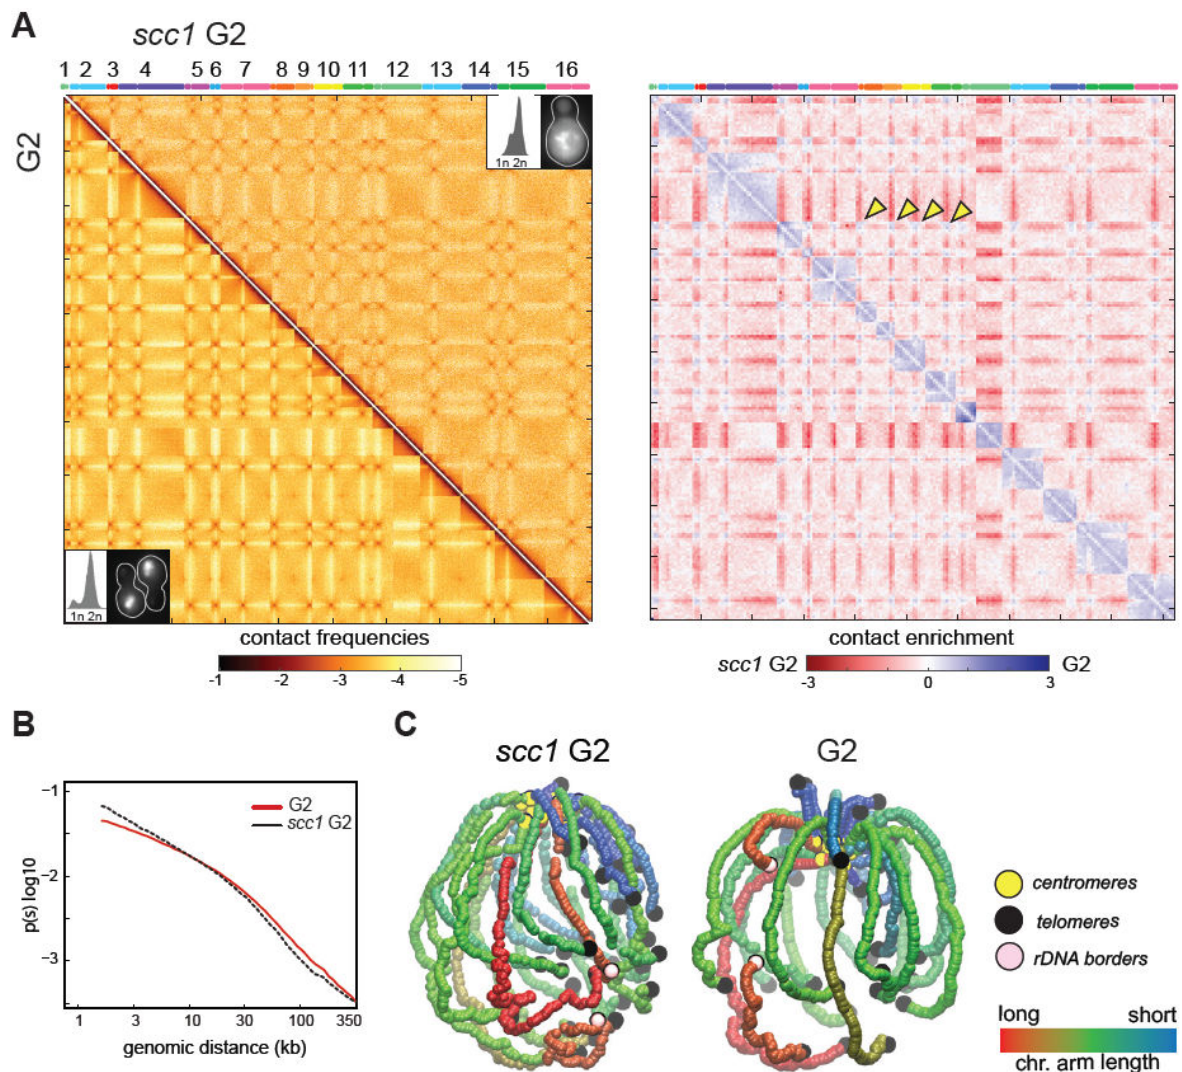 A
scc1 G2
1 2 3 4 5 6 7 8 9 10 11 12 13 14 15 16
G2
1n 2n
1n 2n
contact frequencies
-1 -2 -3 -4 -5
contact enrichment
scc1 G2 G2
-3 0 3
B
C
scc1 G2 G2
−1
G2
scc1 G2
−2
p(s) log10
−3
1 3 10 30 100 350
genomic distance (kb)
centromeres
telomeres
rDNA borders
long short
chr. arm length